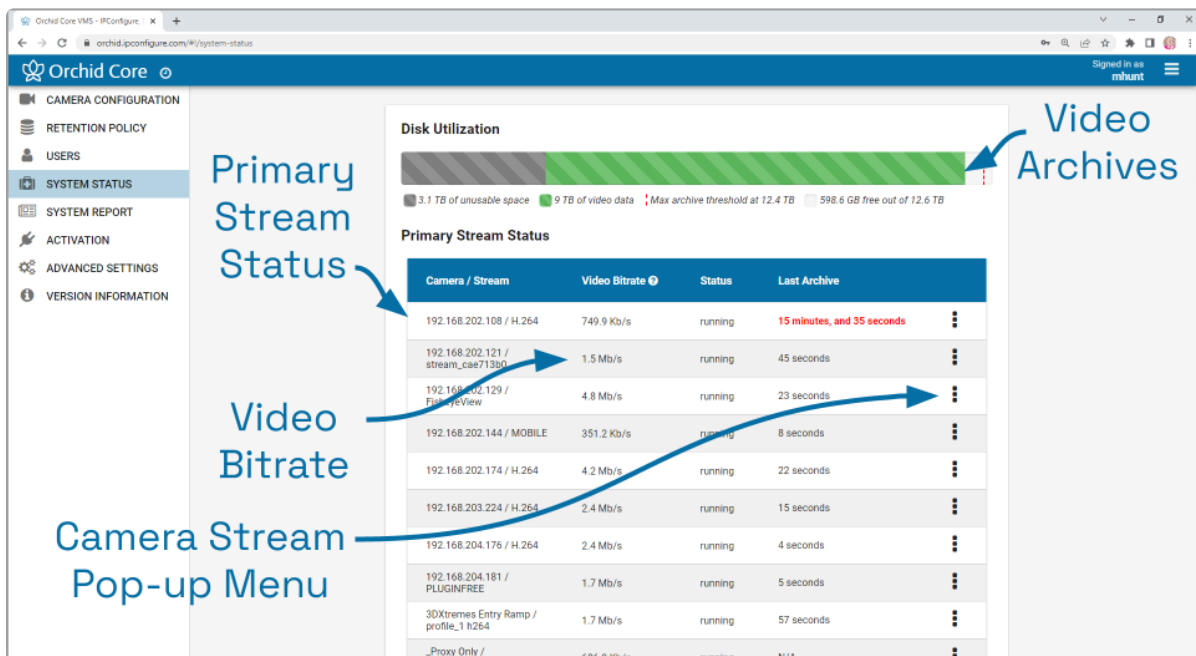 Orchid Core VMS - IPConfigure,
orchid.ipconfigure.com/#!/system-status
Orchid Core
Signed in as
mhunt
CAMERA CONFIGURATION
RETENTION POLICY
USERS
SYSTEM STATUS
SYSTEM REPORT
ACTIVATION
ADVANCED SETTINGS
VERSION INFORMATION
Primary
Stream
Status
Video
Bitrate
Camera Stream
Pop-up Menu
Video
Archives
Disk Utilization
3.1 TB of unusable space 9 TB of video data Max archive threshold at 12.4 TB 598.6 GB free out of 12.6 TB
Primary Stream Status
Camera / Stream Video Bitrate Status Last Archive
192.168.202.108 / H.264 749.9 Kb/s running 15 minutes, and 35 seconds
192.168.202.121 /
stream_cae713b0 1.5 Mb/s running 45 seconds
192.168.202.129 /
FisheyeView 4.8 Mb/s running 23 seconds
192.168.202.144 / MOBILE 351.2 Kb/s running 8 seconds
192.168.202.174 / H.264 4.2 Mb/s running 22 seconds
192.168.203.224 / H.264 2.4 Mb/s running 15 seconds
192.168.204.176 / H.264 2.4 Mb/s running 4 seconds
192.168.204.181 /
PLUGINFREE 1.7 Mb/s running 5 seconds
3DXtremes Entry Ramp /
profile_1 h264 1.7 Mb/s running 57 seconds
_Proxy Only /